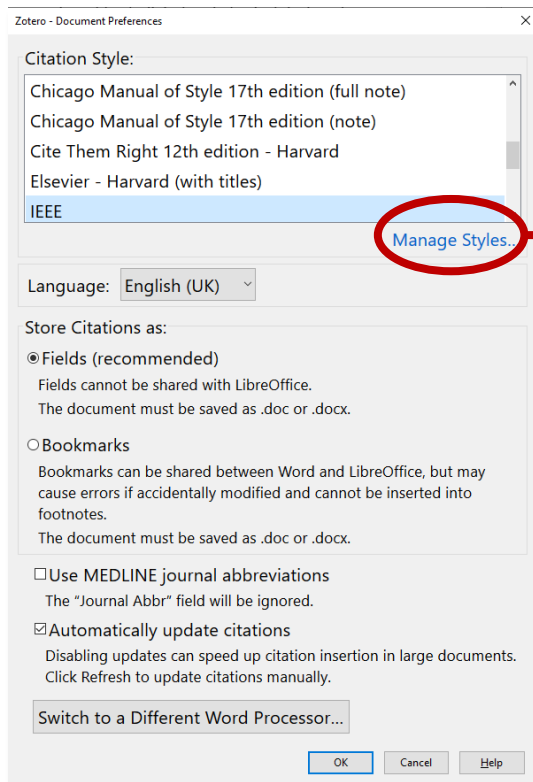 Zotero - Document Preferences
Citation Style:
Chicago Manual of Style 17th edition (full note)
Chicago Manual of Style 17th edition (note)
Cite Them Right 12th edition - Harvard
Elsevier - Harvard (with titles)
IEEE
Manage Styles...
Language: English (UK)
Store Citations as:
Fields (recommended)
Fields cannot be shared with LibreOffice.
The document must be saved as .doc or .docx.
Bookmarks
Bookmarks can be shared between Word and LibreOffice, but may
cause errors if accidentally modified and cannot be inserted into
footnotes.
The document must be saved as .doc or .docx.
Use MEDLINE journal abbreviations
The “Journal Abbr” field will be ignored.
Automatically update citations
Disabling updates can speed up citation insertion in large documents.
Click Refresh to update citations manually.
Switch to a Different Word Processor...
OK Cancel Help